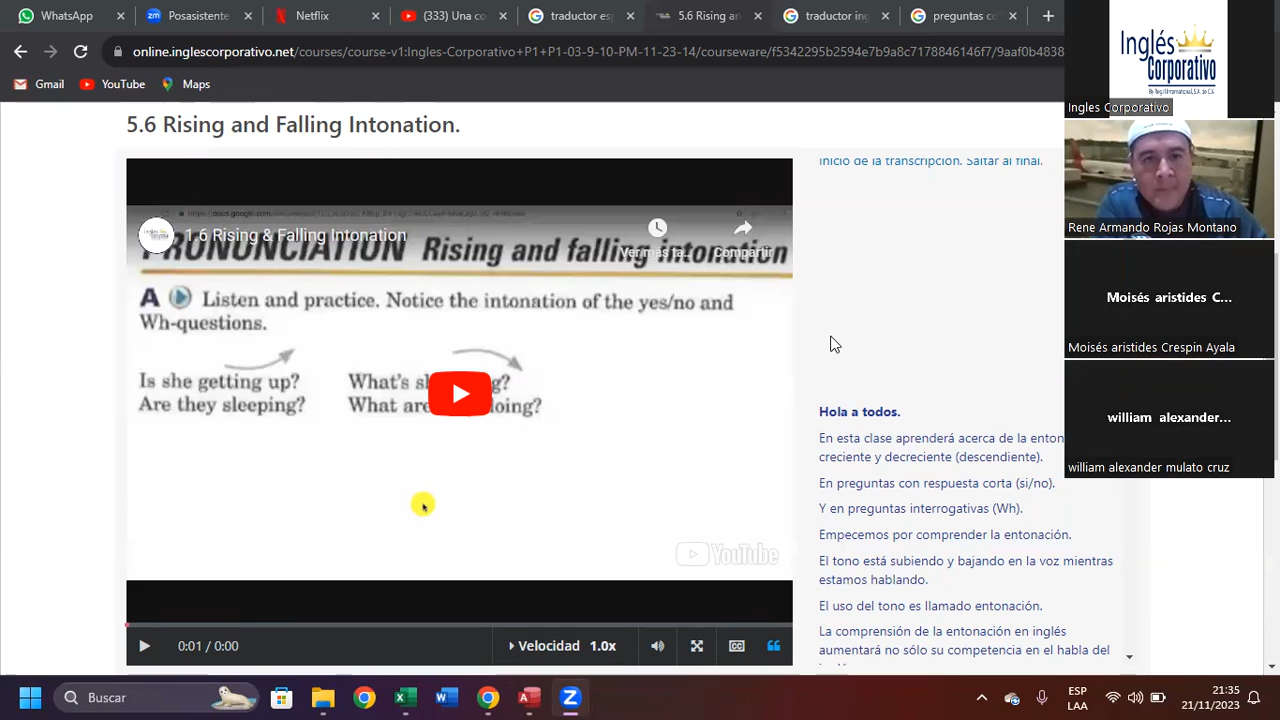 WhatsApp
Posasistente
Netflix
(333) Una co
traductor es
5.6 Rising an
traductor ing
preguntas co
online.inglescorporativo.net/courses/course-v1:Ingles-Corporativo+P1+P1-03-9-10-PM-11-23-14/courseware/f5342295b2594e7b9a8c7178846146f7/9aaf0b4838
Gmail
YouTube
Maps
Inglés
Corporativo
Ingles Corporativo
Rene Armando Rojas Montano
Moisés aristides C...
Moisés aristides Crespin Ayala
william alexander...
william alexander mulato cruz
5.6 Rising and Falling Intonation.
1.6 Rising & Falling Intonation
Ver más ta...
Compartir
PRONUNCIATION Rising and falling intonation
A Listen and practice. Notice the intonation of the yes/no and
Wh-questions.
Is she getting up?
Are they sleeping?
What's
What are doing?
YouTube
0:01 / 0:00
Velocidad 1.0x
Inicio de la transcripción. Saltar al final.
Hola a todos.
En esta clase aprenderá acerca de la enton
creciente y decreciente (descendiente).
En preguntas con respuesta corta (si/no).
Y en preguntas interrogativas (Wh).
Empecemos por comprender la entonación.
El tono está subiendo y bajando en la voz mientras
estamos hablando.
El uso del tono es llamado entonación.
La comprensión de la entonación en inglés
aumentará no sólo su competencia en el habla del
Buscar
ESP
LAA
21:35
21/11/2023